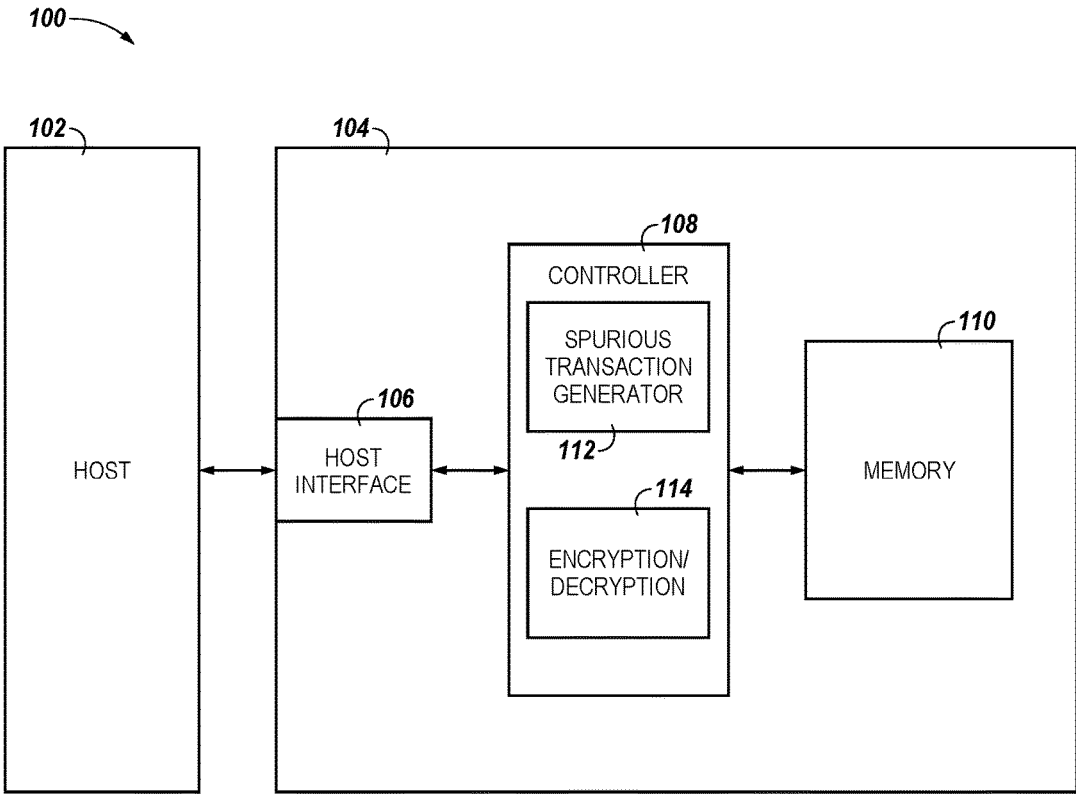 100
102
104
108
CONTROLLER
SPURIOUS
TRANSACTION
GENERATOR
112
110
106
HOST
HOST
INTERFACE
MEMORY
114
ENCRYPTION/
DECRYPTION